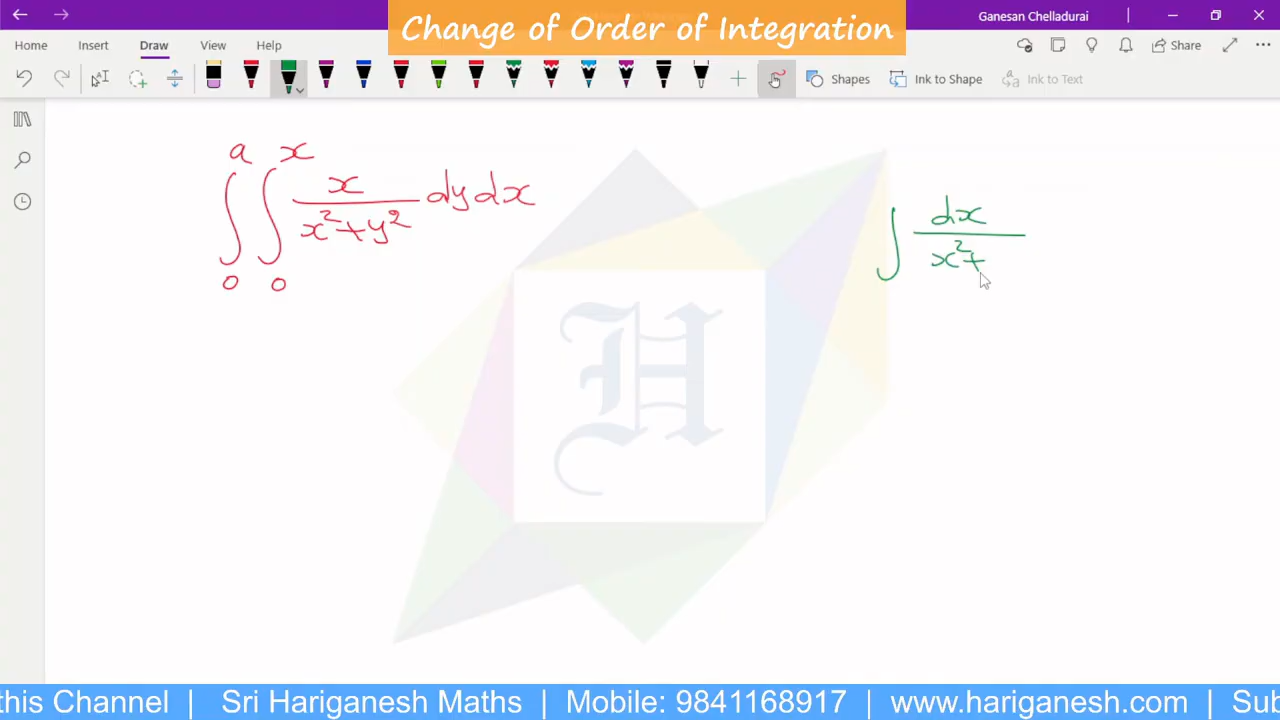 Change of Order of Integration
Ganesan Chelladurai
Home Insert Draw View Help
Share
Shapes Ink to Shape Ink to Text
a x
∫ ∫ x/(x²+y²) dy dx
0 0
∫ dx/(x²+
H
this Channel | Sri Hariganesh Maths | Mobile: 9841168917 | www.hariganesh.com | Sub